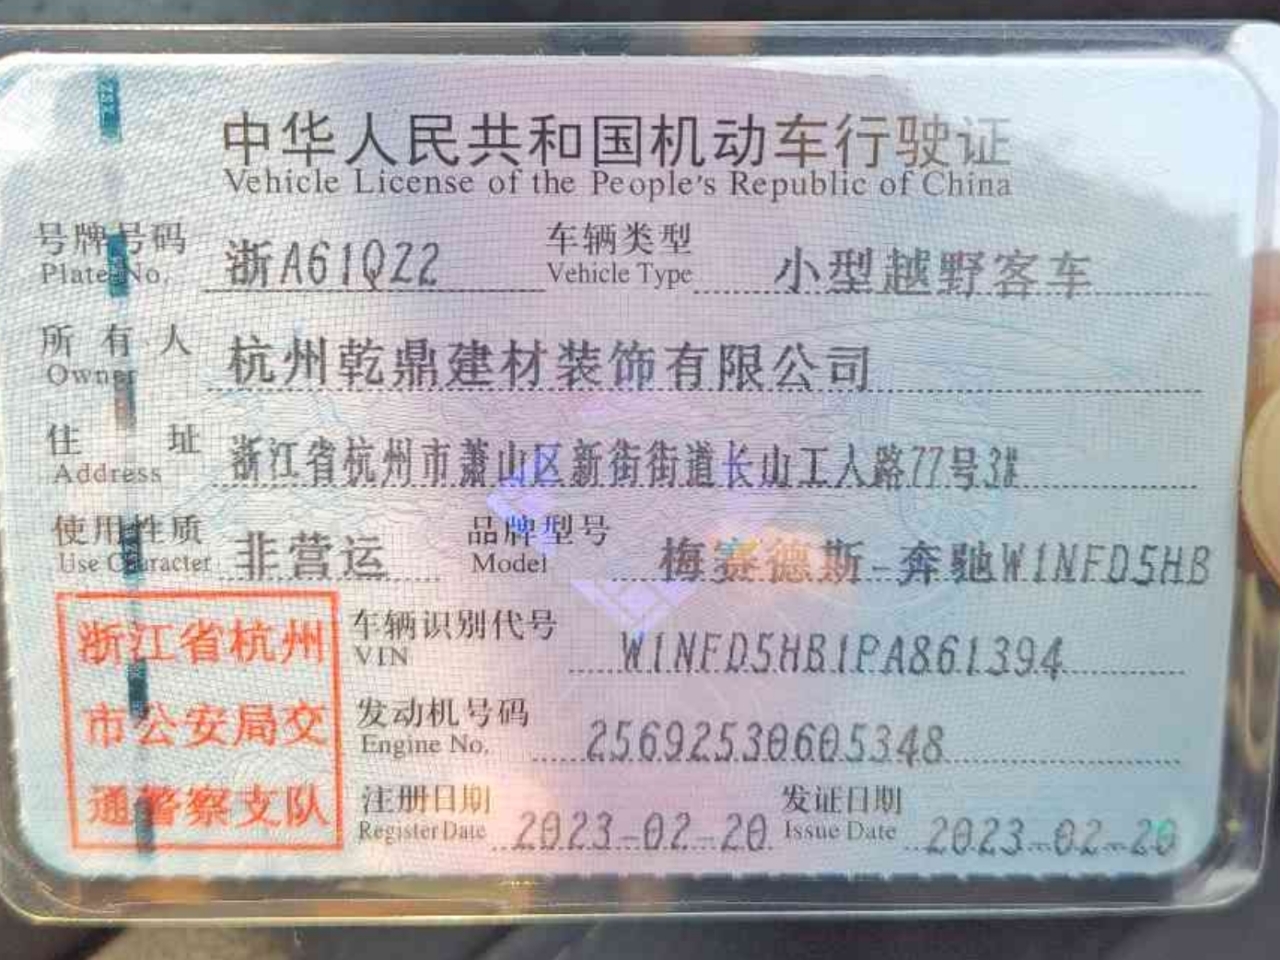 中华人民共和国机动车行驶证
Vehicle License of the People's Republic of China
号牌号码 浙A61QZ2 车辆类型 小型越野客车
Plate No. Vehicle Type
所有人 杭州乾鼎建材装饰有限公司
Owner
住址 浙江省杭州市萧山区新街街道长山工人路77号3#
Address
使用性质 非营运 品牌型号 梅赛德斯-奔驰W1NFD5HB
Use Character Model
浙江省杭州
市公安局交
通警察支队
车辆识别代号 W1NFD5HB1PA861394
VIN
发动机号码 25692530605348
Engine No.
注册日期 2023-02-20 发证日期 2023-02-20
Register Date Issue Date